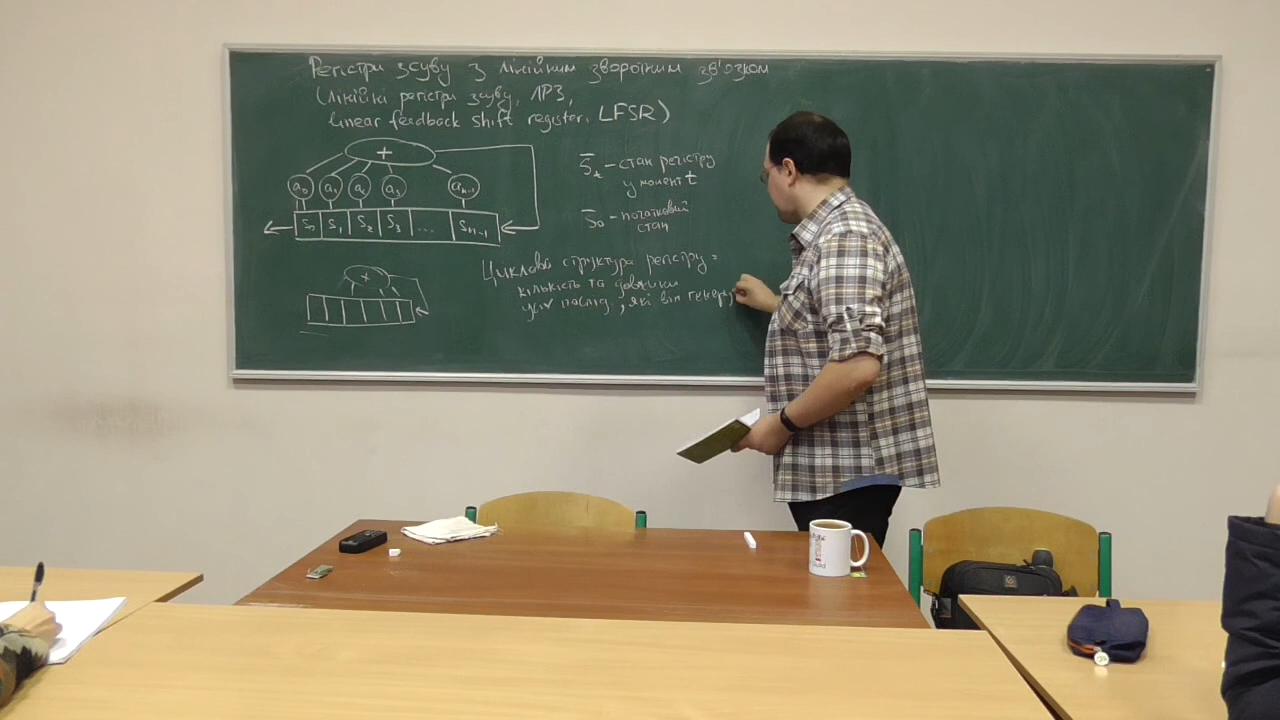 Регістри зсуву з лінійним зворотним зв'язком
(лінійні регістри зсуву, ЛРЗ,
linear feedback shift register, LFSR)
+
a₀ a₁ a₂ a₃ aₙ₋₁
S₀ S₁ S₂ S₃ ... Sₙ₋₁
S̄ₜ – стан регістру
у момент t
S̄₀ – початковий
стан
Циклова структура регістру =
кількість та довжини
усіх послід., які він генерує
+